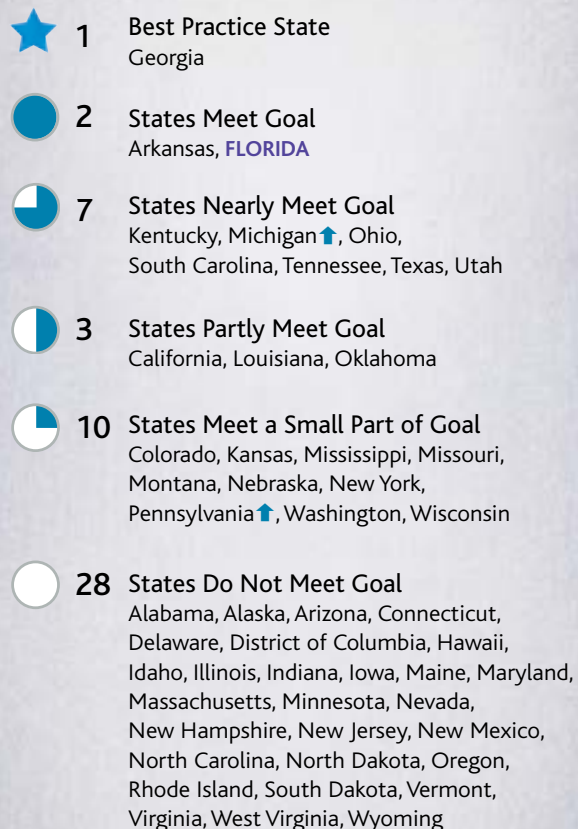 1 Best Practice State
Georgia
2 States Meet Goal
Arkansas, FLORIDA
7 States Nearly Meet Goal
Kentucky, Michigan⬆, Ohio,
South Carolina, Tennessee, Texas, Utah
3 States Partly Meet Goal
California, Louisiana, Oklahoma
10 States Meet a Small Part of Goal
Colorado, Kansas, Mississippi, Missouri,
Montana, Nebraska, New York,
Pennsylvania⬆, Washington, Wisconsin
28 States Do Not Meet Goal
Alabama, Alaska, Arizona, Connecticut,
Delaware, District of Columbia, Hawaii,
Idaho, Illinois, Indiana, Iowa, Maine, Maryland,
Massachusetts, Minnesota, Nevada,
New Hampshire, New Jersey, New Mexico,
North Carolina, North Dakota, Oregon,
Rhode Island, South Dakota, Vermont,
Virginia, West Virginia, Wyoming